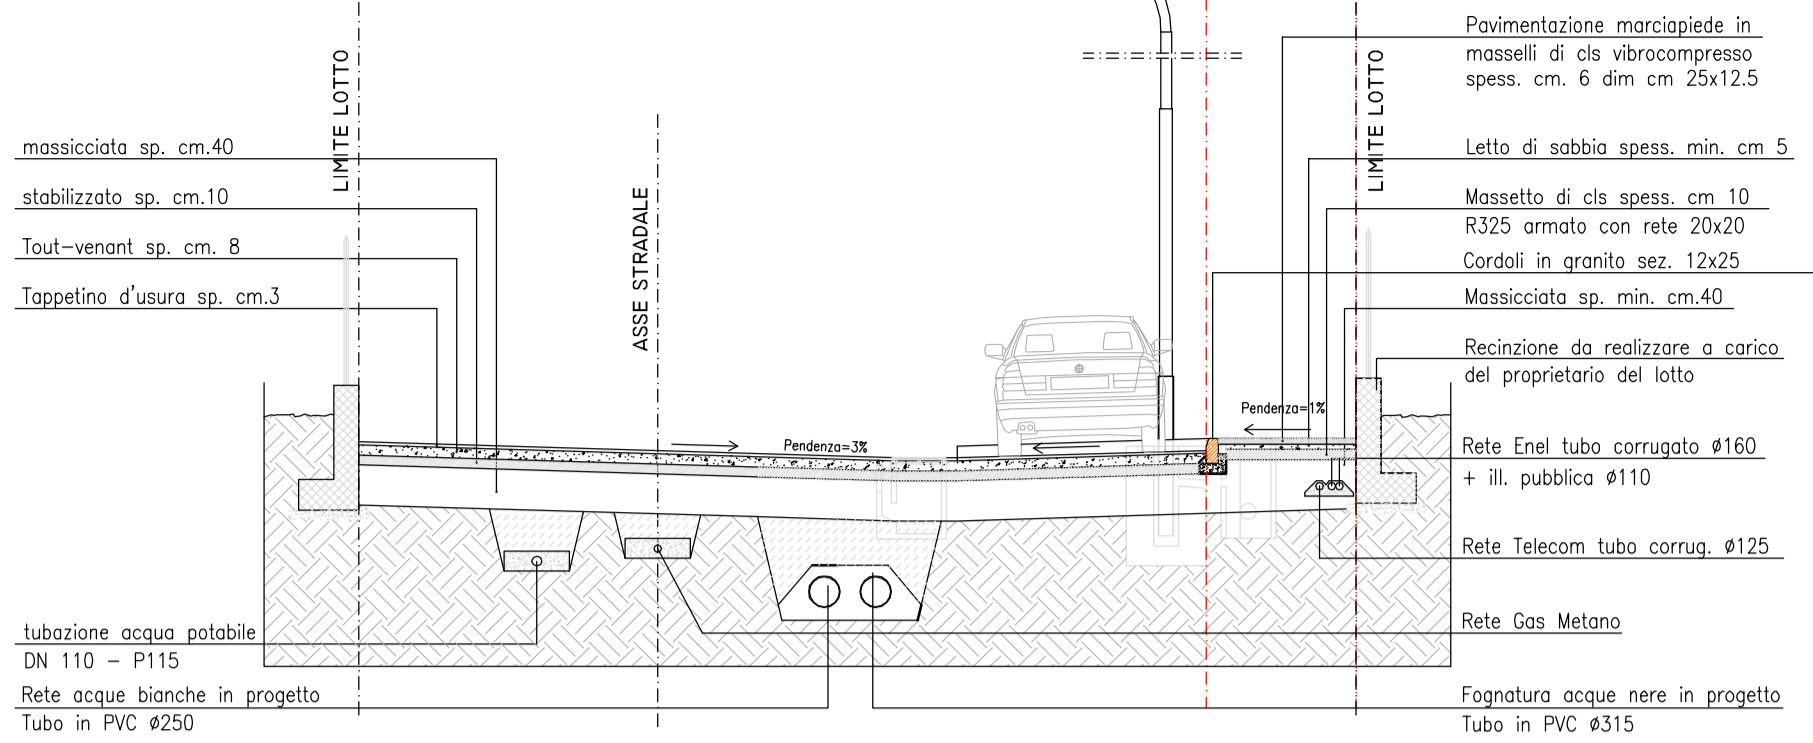 massicciata sp. cm.40
stabilizzato sp. cm.10
Tout-venant sp. cm. 8
Tappetino d'usura sp. cm.3
LIMITE LOTTO
ASSE STRADALE
Pendenza=3%
Pendenza=1%
LIMITE LOTTO
Pavimentazione marciapiede in
masselli di cls vibrocompresso
spess. cm. 6 dim cm 25x12.5
Letto di sabbia spess. min. cm 5
Massetto di cls spess. cm 10
R325 armato con rete 20x20
Cordoli in granito sez. 12x25
Massicciata sp. min. cm.40
Recinzione da realizzare a carico
del proprietario del lotto
Rete Enel tubo corrugato ø160
+ ill. pubblica ø110
Rete Telecom tubo corrug. ø125
Rete Gas Metano
Fognatura acque nere in progetto
Tubo in PVC ø315
tubazione acqua potabile
DN 110 – P115
Rete acque bianche in progetto
Tubo in PVC ø250